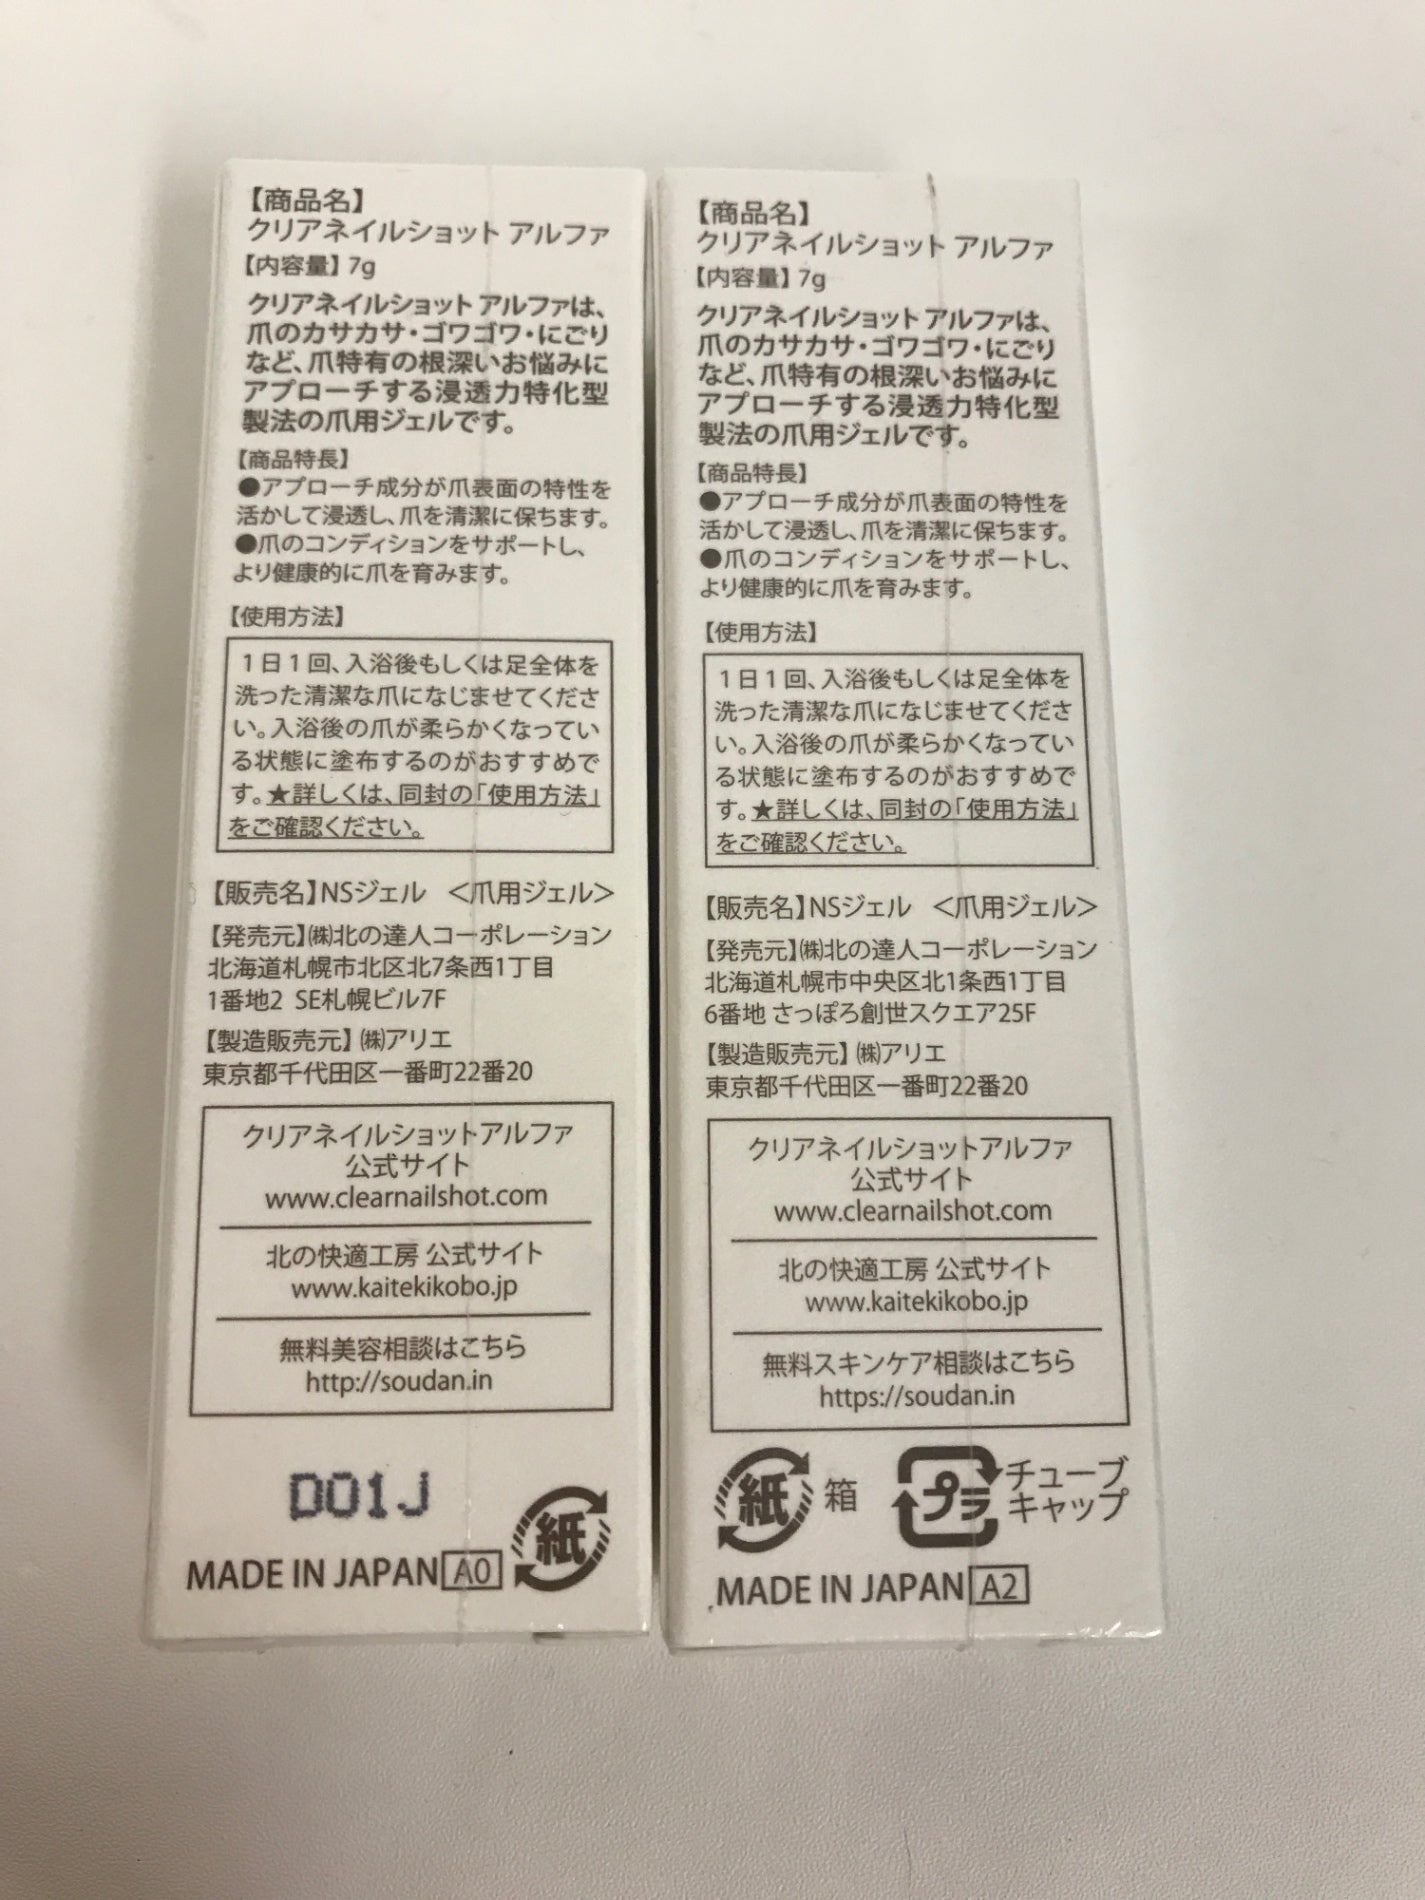 【商品名】
クリアネイルショット アルファ
【内容量】7g
クリアネイルショット アルファは、
爪のカサカサ・ゴワゴワ・にごり
など、爪特有の根深いお悩みに
アプローチする浸透力特化型
製法の爪用ジェルです。
【商品特長】
●アプローチ成分が爪表面の特性を
活かして浸透し、爪を清潔に保ちます。
●爪のコンディションをサポートし、
より健康的に爪を育みます。
【使用方法】
1日1回、入浴後もしくは足全体を
洗った清潔な爪になじませてくださ
い。入浴後の爪が柔らかくなってい
る状態に塗布するのがおすすめで
す。★詳しくは、同封の「使用方法」
をご確認ください。
【販売名】NSジェル ＜爪用ジェル＞
【発売元】㈱北の達人コーポレーション
北海道札幌市北区北7条西1丁目
1番地2 SE札幌ビル7F
【製造販売元】㈱アリエ
東京都千代田区一番町22番20
クリアネイルショットアルファ
公式サイト
www.clearnailshot.com
北の快適工房 公式サイト
www.kaitekikobo.jp
無料美容相談はこちら
http://soudan.in
D01J
紙
MADE IN JAPAN A0
【商品名】
クリアネイルショット アルファ
【内容量】7g
クリアネイルショット アルファは、
爪のカサカサ・ゴワゴワ・にごり
など、爪特有の根深いお悩みに
アプローチする浸透力特化型
製法の爪用ジェルです。
【商品特長】
●アプローチ成分が爪表面の特性を
活かして浸透し、爪を清潔に保ちます。
●爪のコンディションをサポートし、
より健康的に爪を育みます。
【使用方法】
1日1回、入浴後もしくは足全体を
洗った清潔な爪になじませてくださ
い。入浴後の爪が柔らかくなってい
る状態に塗布するのがおすすめで
す。★詳しくは、同封の「使用方法」
をご確認ください。
【販売名】NSジェル ＜爪用ジェル＞
【発売元】㈱北の達人コーポレーション
北海道札幌市中央区北1条西1丁目
6番地 さっぽろ創世スクエア25F
【製造販売元】㈱アリエ
東京都千代田区一番町22番20
クリアネイルショットアルファ
公式サイト
www.clearnailshot.com
北の快適工房 公式サイト
www.kaitekikobo.jp
無料スキンケア相談はこちら
https://soudan.in
紙 箱 プラ チューブ
キャップ
MADE IN JAPAN A2